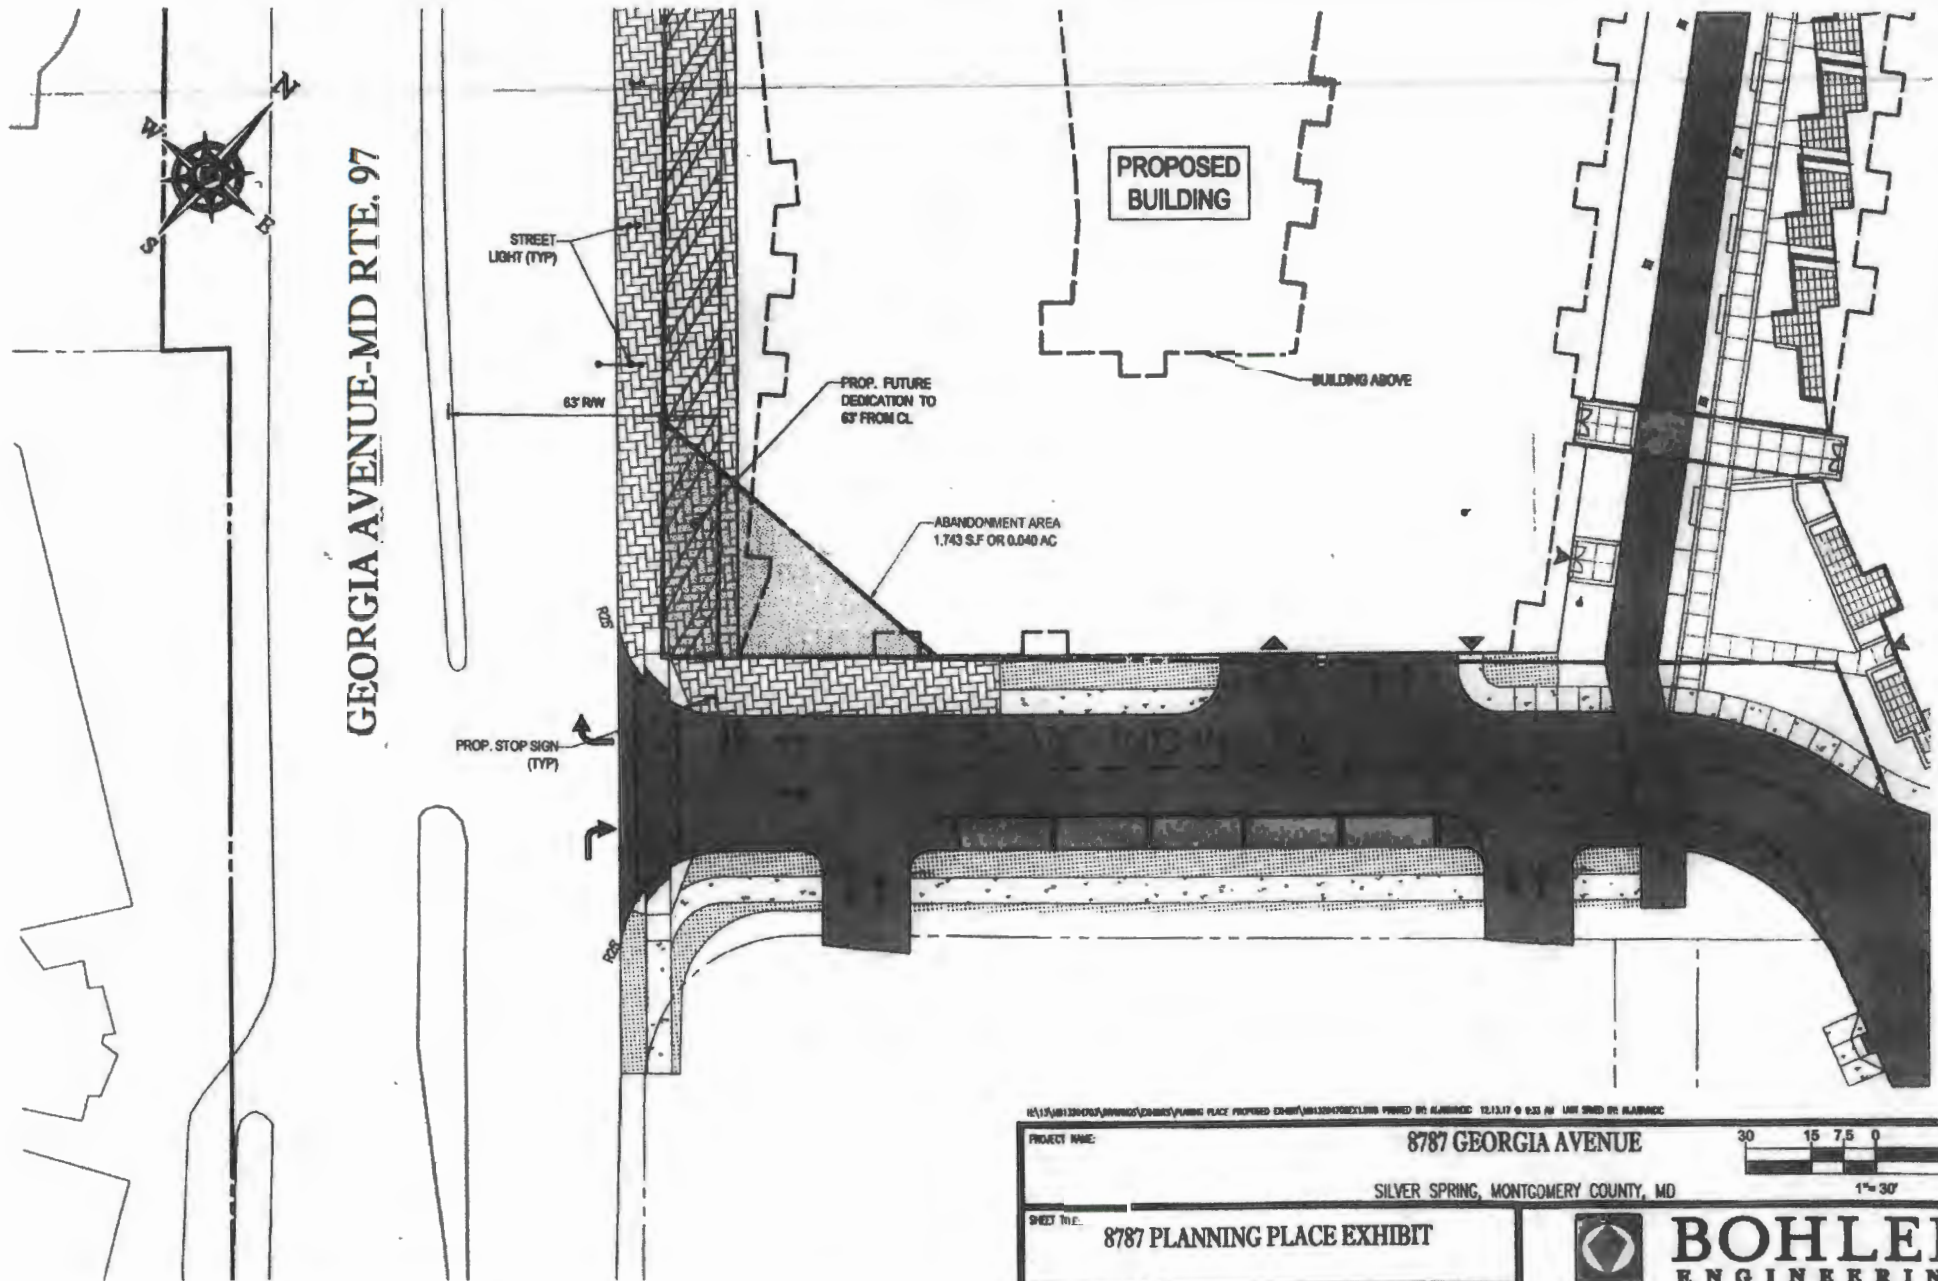 N
W
E
S
GEORGIA AVENUE-MD RTE. 97
STREET
LIGHT (TYP)
PROPOSED
BUILDING
BUILDING ABOVE
63' R/W
PROP. FUTURE
DEDICATION TO
63' FROM CL
ABANDONMENT AREA
1,743 S.F OR 0.040 AC
PROP. STOP SIGN
(TYP)
PROJECT NAME:
8787 GEORGIA AVENUE
SILVER SPRING, MONTGOMERY COUNTY, MD
30 15 7.5 0
1"= 30'
SHEET TITLE:
8787 PLANNING PLACE EXHIBIT
BOHLE
ENGINEERIN